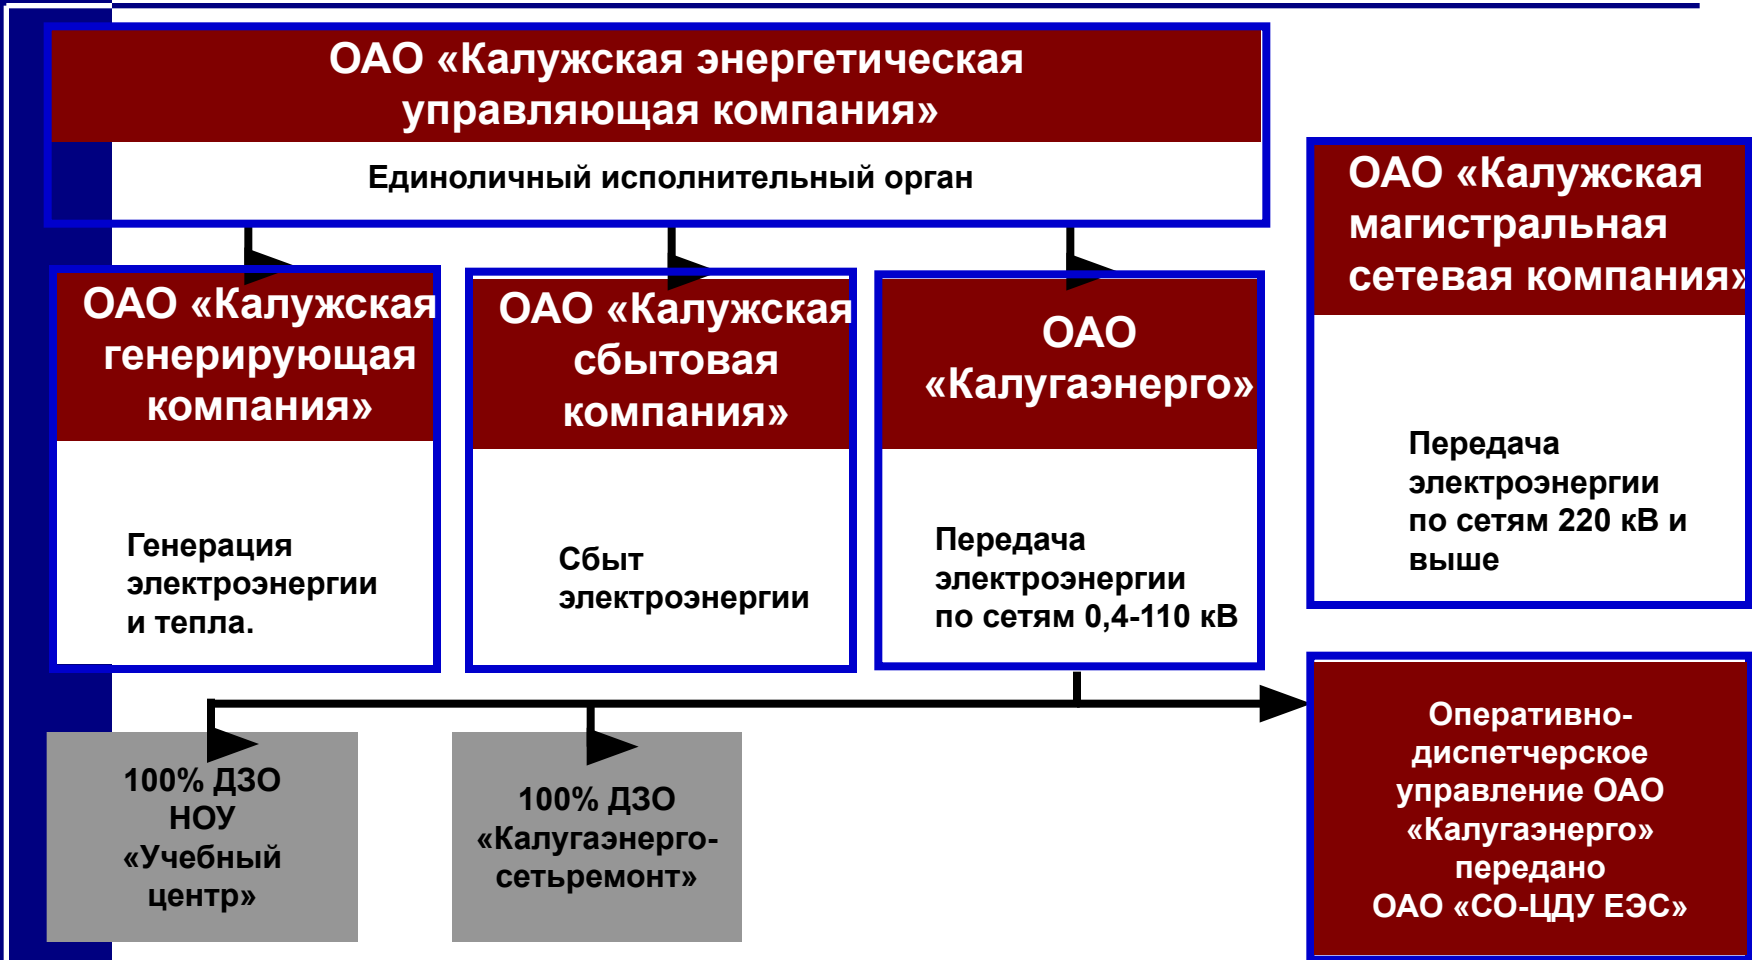 ОАО «Калужская энергетическая
управляющая компания»
Единоличный исполнительный орган
ОАО «Калужская
магистральная
сетевая компания»
Передача
электроэнергии
по сетям 220 кВ и
выше
ОАО «Калужская
генерирующая
компания»
Генерация
электроэнергии
и тепла.
ОАО «Калужская
сбытовая
компания»
Сбыт
электроэнергии
ОАО
«Калугаэнерго»
Передача
электроэнергии
по сетям 0,4-110 кВ
100% ДЗО
НОУ
«Учебный
центр»
100% ДЗО
«Калугаэнерго-
сетьремонт»
Оперативно-
диспетчерское
управление ОАО
«Калугаэнерго»
передано
ОАО «СО-ЦДУ ЕЭС»